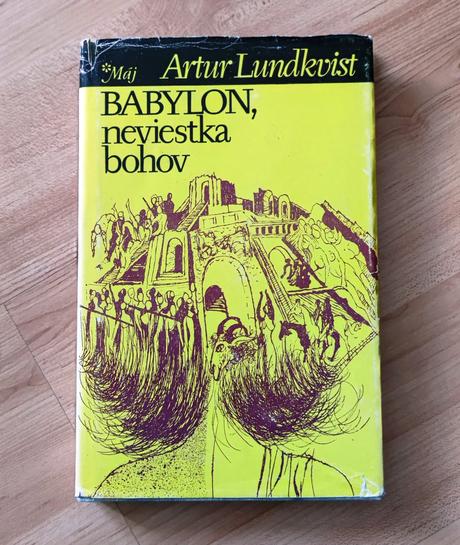 *Máj Artur Lundkvist
BABYLON,
neviestka
bohov